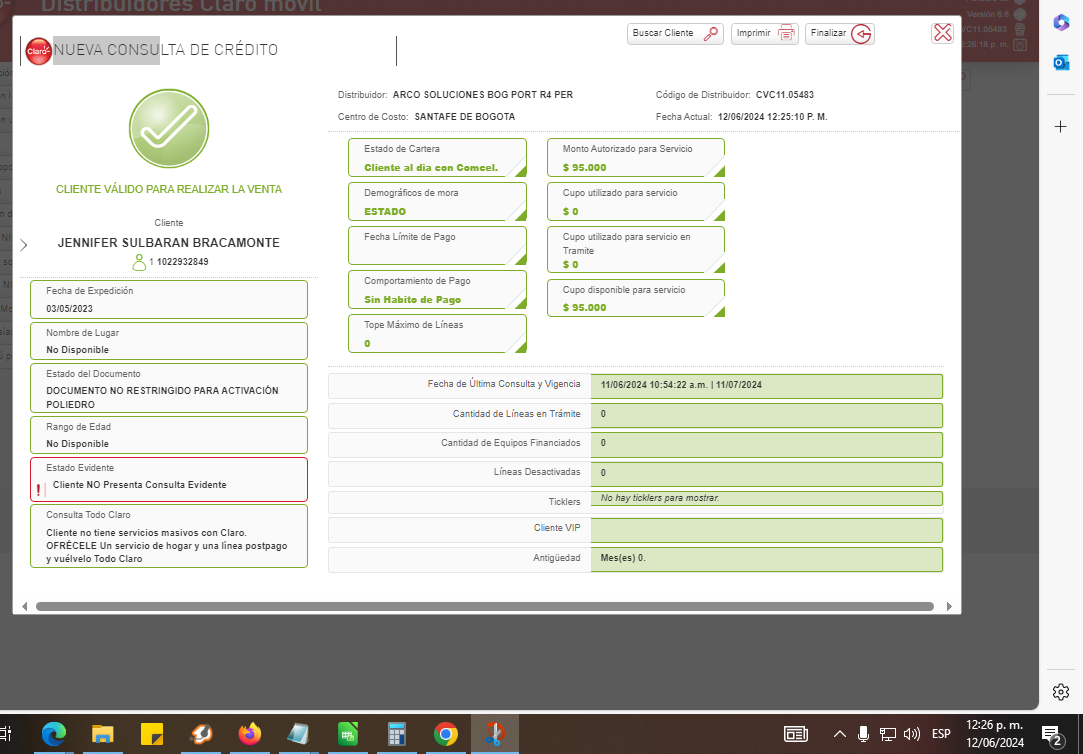 Distribuidores Claro móvil
Versión 6.6
VC11.05483
:26:18 p. m.
Claro
NUEVA CONSULTA DE CRÉDITO
Buscar Cliente
Imprimir
Finalizar
Distribuidor: ARCO SOLUCIONES BOG PORT R4 PER
Código de Distribuidor: CVC11.05483
Centro de Costo: SANTAFE DE BOGOTA
Fecha Actual: 12/06/2024 12:25:10 P. M.
CLIENTE VÁLIDO PARA REALIZAR LA VENTA
Cliente
JENNIFER SULBARAN BRACAMONTE
1 1022932849
Fecha de Expedición
03/05/2023
Nombre de Lugar
No Disponible
Estado del Documento
DOCUMENTO NO RESTRINGIDO PARA ACTIVACIÓN
POLIEDRO
Rango de Edad
No Disponible
Estado Evidente
! Cliente NO Presenta Consulta Evidente
Consulta Todo Claro
Cliente no tiene servicios masivos con Claro.
OFRÉCELE Un servicio de hogar y una línea postpago
y vuélvelo Todo Claro
Estado de Cartera
Cliente al día con Comcel.
Demográficos de mora
ESTADO
Fecha Límite de Pago
Comportamiento de Pago
Sin Habito de Pago
Tope Máximo de Líneas
0
Monto Autorizado para Servicio
$ 95.000
Cupo utilizado para servicio
$ 0
Cupo utilizado para servicio en
Tramite
$ 0
Cupo disponible para servicio
$ 95.000
Fecha de Última Consulta y Vigencia 11/06/2024 10:54:22 a.m. | 11/07/2024
Cantidad de Líneas en Trámite 0
Cantidad de Equipos Financiados 0
Líneas Desactivadas 0
Ticklers No hay ticklers para mostrar.
Cliente VIP
Antigüedad Mes(es) 0.
ESP
12:26 p. m.
12/06/2024
2